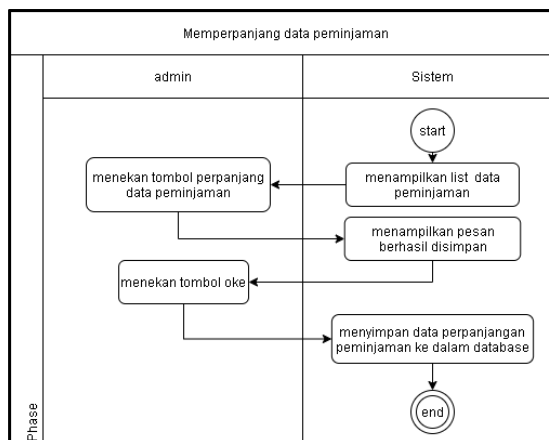 Memperpanjang data peminjaman
admin
Sistem
start
menampilkan list data
peminjaman
menekan tombol perpanjang
data peminjaman
menampilkan pesan
berhasil disimpan
menekan tombol oke
menyimpan data perpanjangan
peminjaman ke dalam database
end
Phase